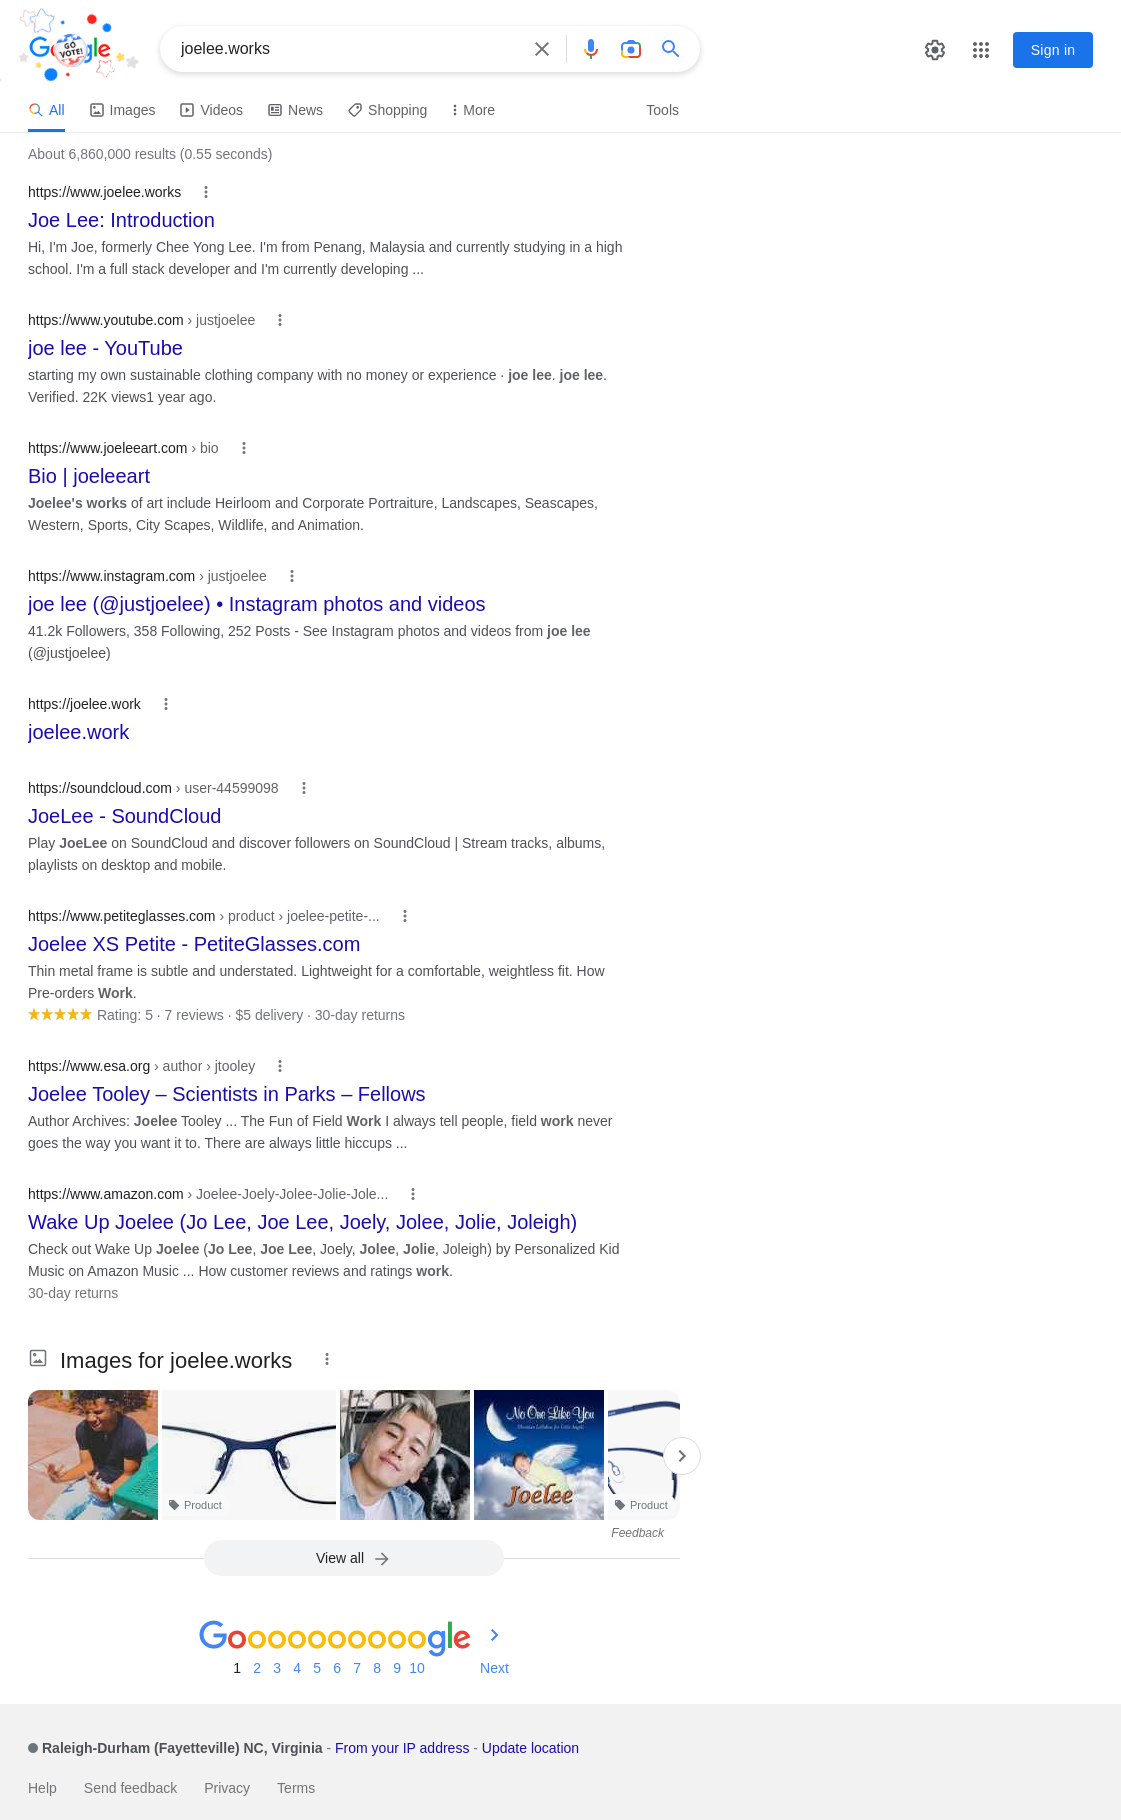 Google
GO VOTE!
joelee.works
Sign in
All Images Videos News Shopping More Tools
About 6,860,000 results (0.55 seconds)
https://www.joelee.works
Joe Lee: Introduction
Hi, I'm Joe, formerly Chee Yong Lee. I'm from Penang, Malaysia and currently studying in a high
school. I'm a full stack developer and I'm currently developing ...
https://www.youtube.com › justjoelee
joe lee - YouTube
starting my own sustainable clothing company with no money or experience · joe lee. joe lee.
Verified. 22K views1 year ago.
https://www.joeleeart.com › bio
Bio | joeleeart
Joelee's works of art include Heirloom and Corporate Portraiture, Landscapes, Seascapes,
Western, Sports, City Scapes, Wildlife, and Animation.
https://www.instagram.com › justjoelee
joe lee (@justjoelee) • Instagram photos and videos
41.2k Followers, 358 Following, 252 Posts - See Instagram photos and videos from joe lee
(@justjoelee)
https://joelee.work
joelee.work
https://soundcloud.com › user-44599098
JoeLee - SoundCloud
Play JoeLee on SoundCloud and discover followers on SoundCloud | Stream tracks, albums,
playlists on desktop and mobile.
https://www.petiteglasses.com › product › joelee-petite-...
Joelee XS Petite - PetiteGlasses.com
Thin metal frame is subtle and understated. Lightweight for a comfortable, weightless fit. How
Pre-orders Work.
Rating: 5 · 7 reviews · $5 delivery · 30-day returns
https://www.esa.org › author › jtooley
Joelee Tooley – Scientists in Parks – Fellows
Author Archives: Joelee Tooley ... The Fun of Field Work I always tell people, field work never
goes the way you want it to. There are always little hiccups ...
https://www.amazon.com › Joelee-Joely-Jolee-Jolie-Jole...
Wake Up Joelee (Jo Lee, Joe Lee, Joely, Jolee, Jolie, Joleigh)
Check out Wake Up Joelee (Jo Lee, Joe Lee, Joely, Jolee, Jolie, Joleigh) by Personalized Kid
Music on Amazon Music ... How customer reviews and ratings work.
30-day returns
Images for joelee.works
No One Like You
Christian Lullabies for Little Angels
Joelee
Product
Product
Feedback
View all
Goooooooooogle
1 2 3 4 5 6 7 8 9 10 Next
Raleigh-Durham (Fayetteville) NC, Virginia - From your IP address - Update location
Help Send feedback Privacy Terms